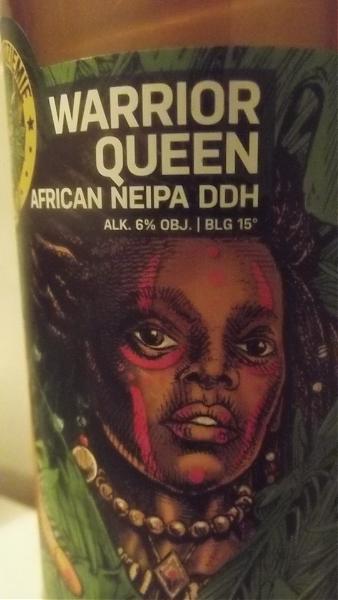 WARRIOR
QUEEN
AFRICAN NEIPA DDH
ALK. 6% OBJ. | BLG 15°